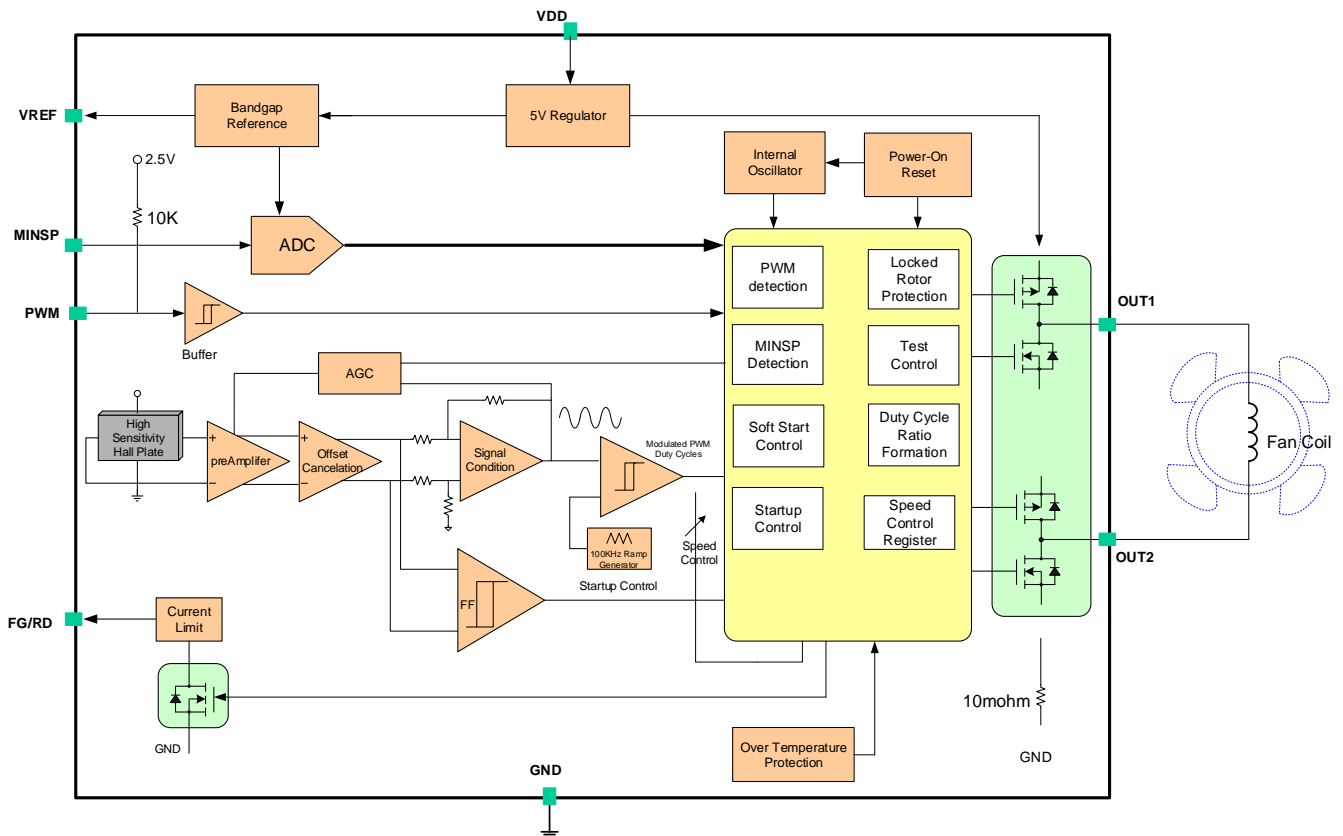 VDD
VREF
Bandgap
Reference
5V Regulator
2.5V
10K
Internal
Oscillator
Power-On
Reset
MINSP
ADC
PWM
Buffer
PWM
detection
Locked
Rotor
Protection
MINSP
Detection
Test
Control
Soft Start
Control
Duty Cycle
Ratio
Formation
Startup
Control
Speed
Control
Register
OUT1
OUT2
Fan Coil
AGC
High
Sensitivity
Hall Plate
+
−
preAmplifer
+
−
Offset
Cancelation
Signal
Condition
Modulated PWM
Duty Cycles
100KHz Ramp
Generator
Speed
Control
Startup Control
FF
FG/RD
Current
Limit
GND
10mohm
GND
Over Temperature
Protection
GND